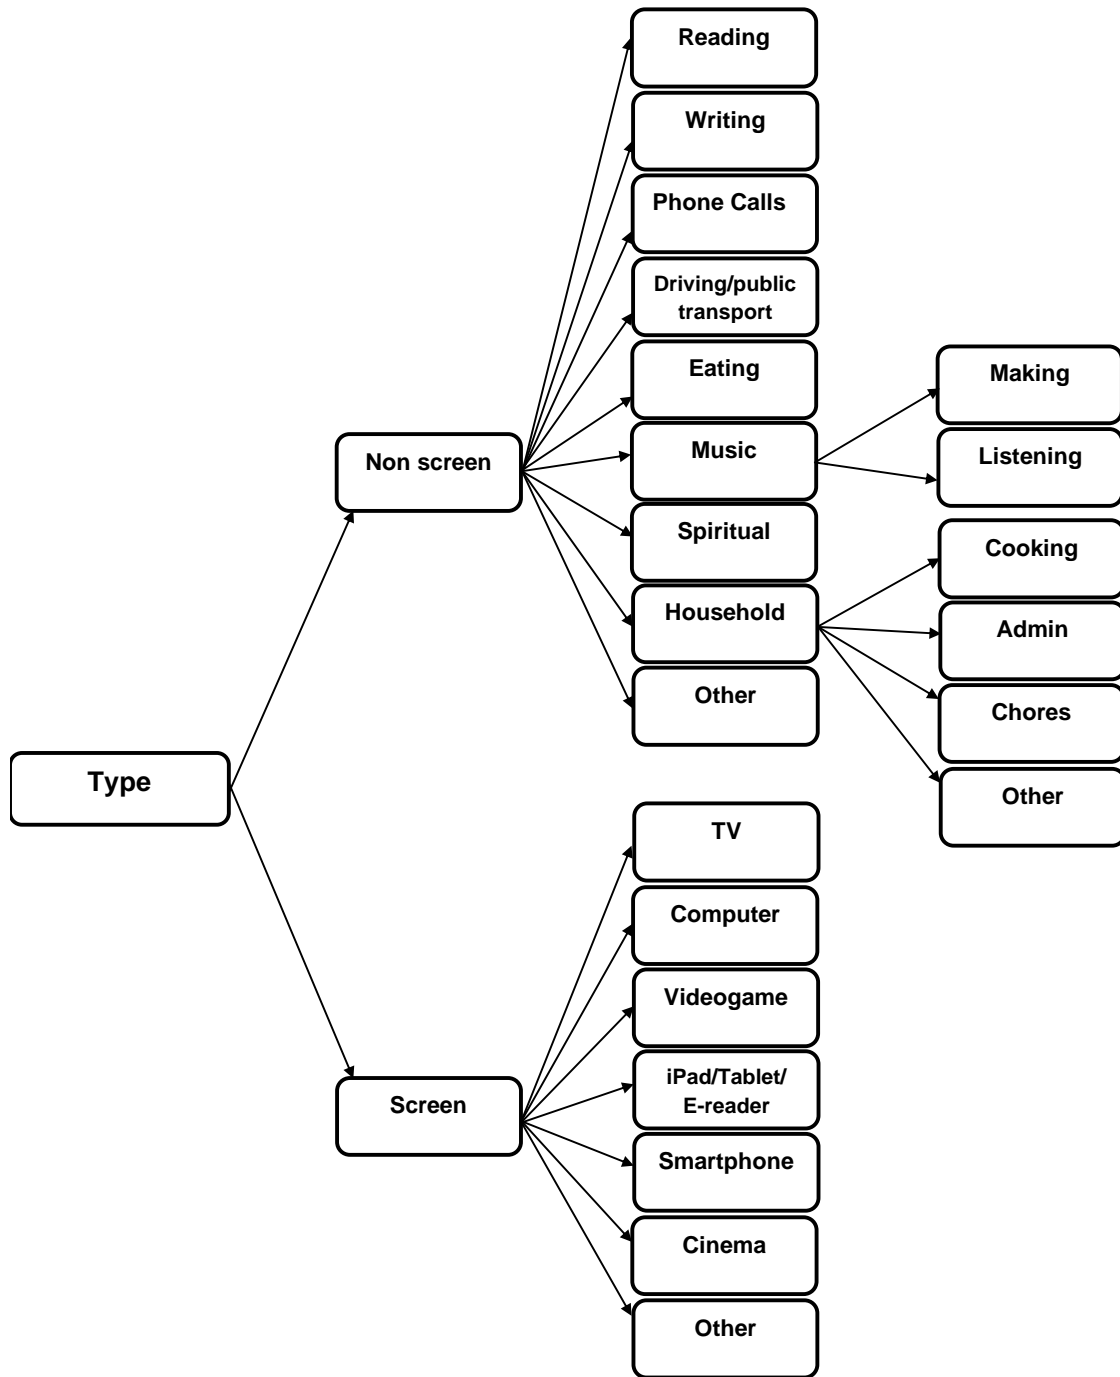 Reading
Writing
Phone Calls
Driving/public
transport
Eating
Making
Music
Listening
Non screen
Spiritual
Cooking
Household
Admin
Other
Chores
Type
Other
TV
Computer
Videogame
iPad/Tablet/
E-reader
Screen
Smartphone
Cinema
Other